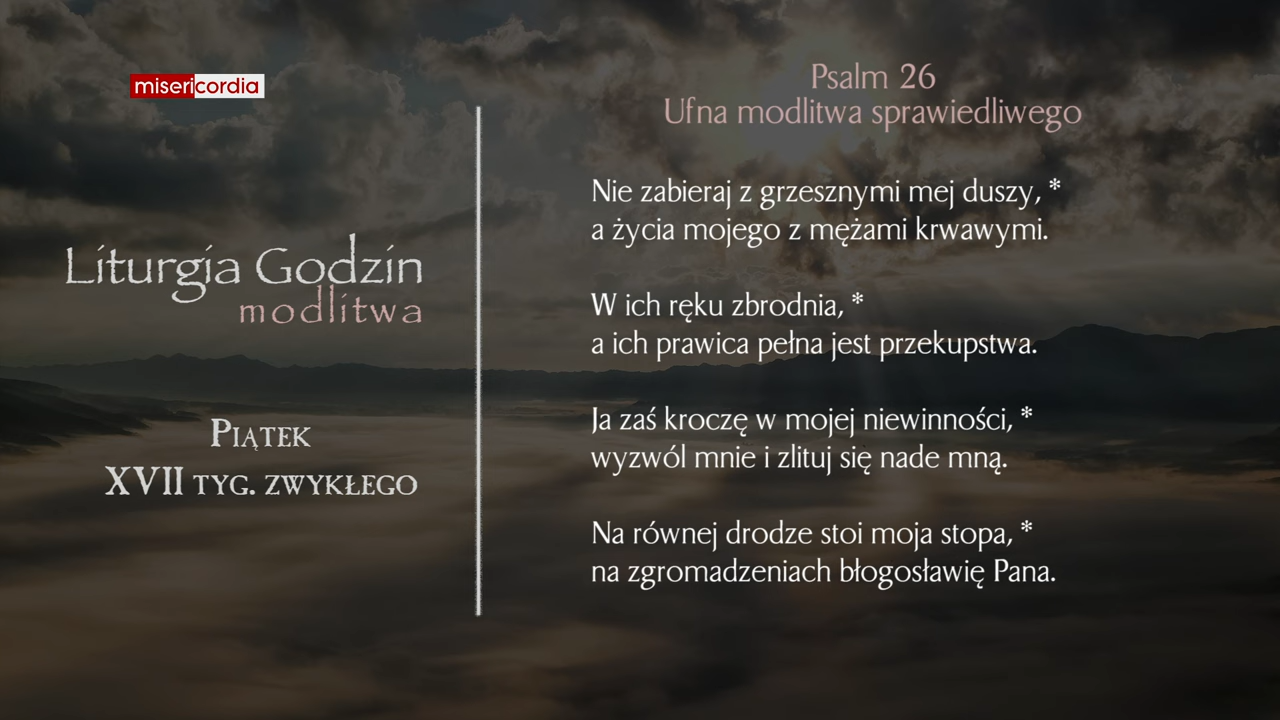 misericordia
Liturgia Godzin
modlitwa
Piątek
XVII tyg. zwykłego
Psalm 26
Ufna modlitwa sprawiedliwego
Nie zabieraj z grzesznymi mej duszy, *
a życia mojego z mężami krwawymi.
W ich ręku zbrodnia, *
a ich prawica pełna jest przekupstwa.
Ja zaś kroczę w mojej niewinności, *
wyzwól mnie i zlituj się nade mną.
Na równej drodze stoi moja stopa, *
na zgromadzeniach błogosławię Pana.